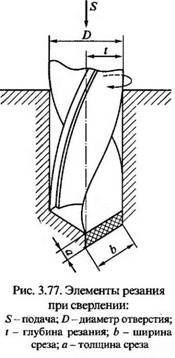 S
D
t
a
b
Рис. 3.77. Элементы резания
при сверлении:
S – подача; D – диаметр отверстия;
t – глубина резания; b – ширина
среза; a – толщина среза